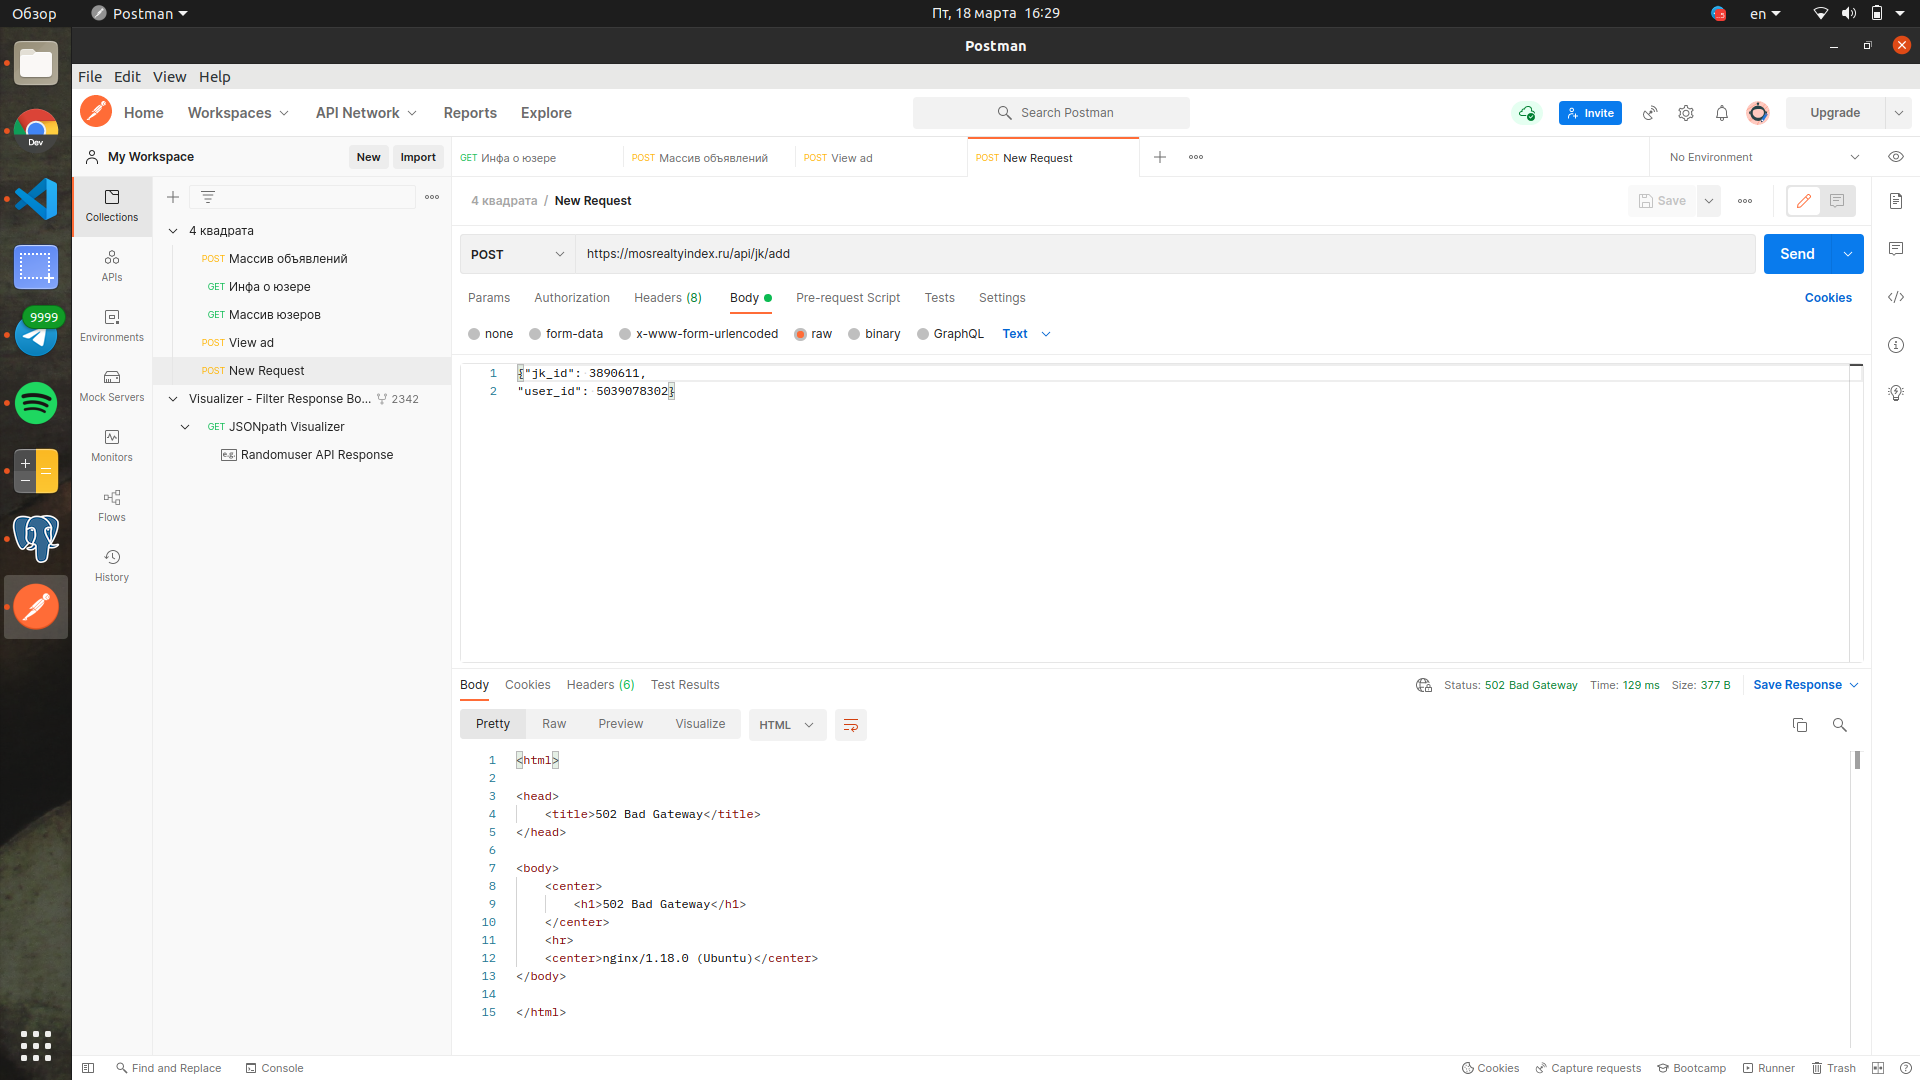 Обзор
Postman
Пт, 18 марта 16:29
en
Postman
File Edit View Help
Home Workspaces API Network Reports Explore
Search Postman
Invite
Upgrade
My Workspace
New Import
GET Инфа о юзере
POST Массив объявлений
POST View ad
POST New Request
No Environment
Dev
9999
Collections
APIs
Environments
Mock Servers
Monitors
Flows
History
4 квадрата
POST Массив объявлений
GET Инфа о юзере
GET Массив юзеров
POST View ad
POST New Request
Visualizer - Filter Response Bo... 2342
GET JSONpath Visualizer
e.g. Randomuser API Response
4 квадрата / New Request
Save
POST https://mosrealtyindex.ru/api/jk/add
Send
Params Authorization Headers (8) Body Pre-request Script Tests Settings
Cookies
none form-data x-www-form-urlencoded raw binary GraphQL Text
1 {"jk_id": 3890611,
2 "user_id": 5039078302}
Body Cookies Headers (6) Test Results
Status: 502 Bad Gateway Time: 129 ms Size: 377 B Save Response
Pretty Raw Preview Visualize HTML
1 <html>
2
3 <head>
4 <title>502 Bad Gateway</title>
5 </head>
6
7 <body>
8 <center>
9 <h1>502 Bad Gateway</h1>
10 </center>
11 <hr>
12 <center>nginx/1.18.0 (Ubuntu)</center>
13 </body>
14
15 </html>
Find and Replace Console
Cookies Capture requests Bootcamp Runner Trash